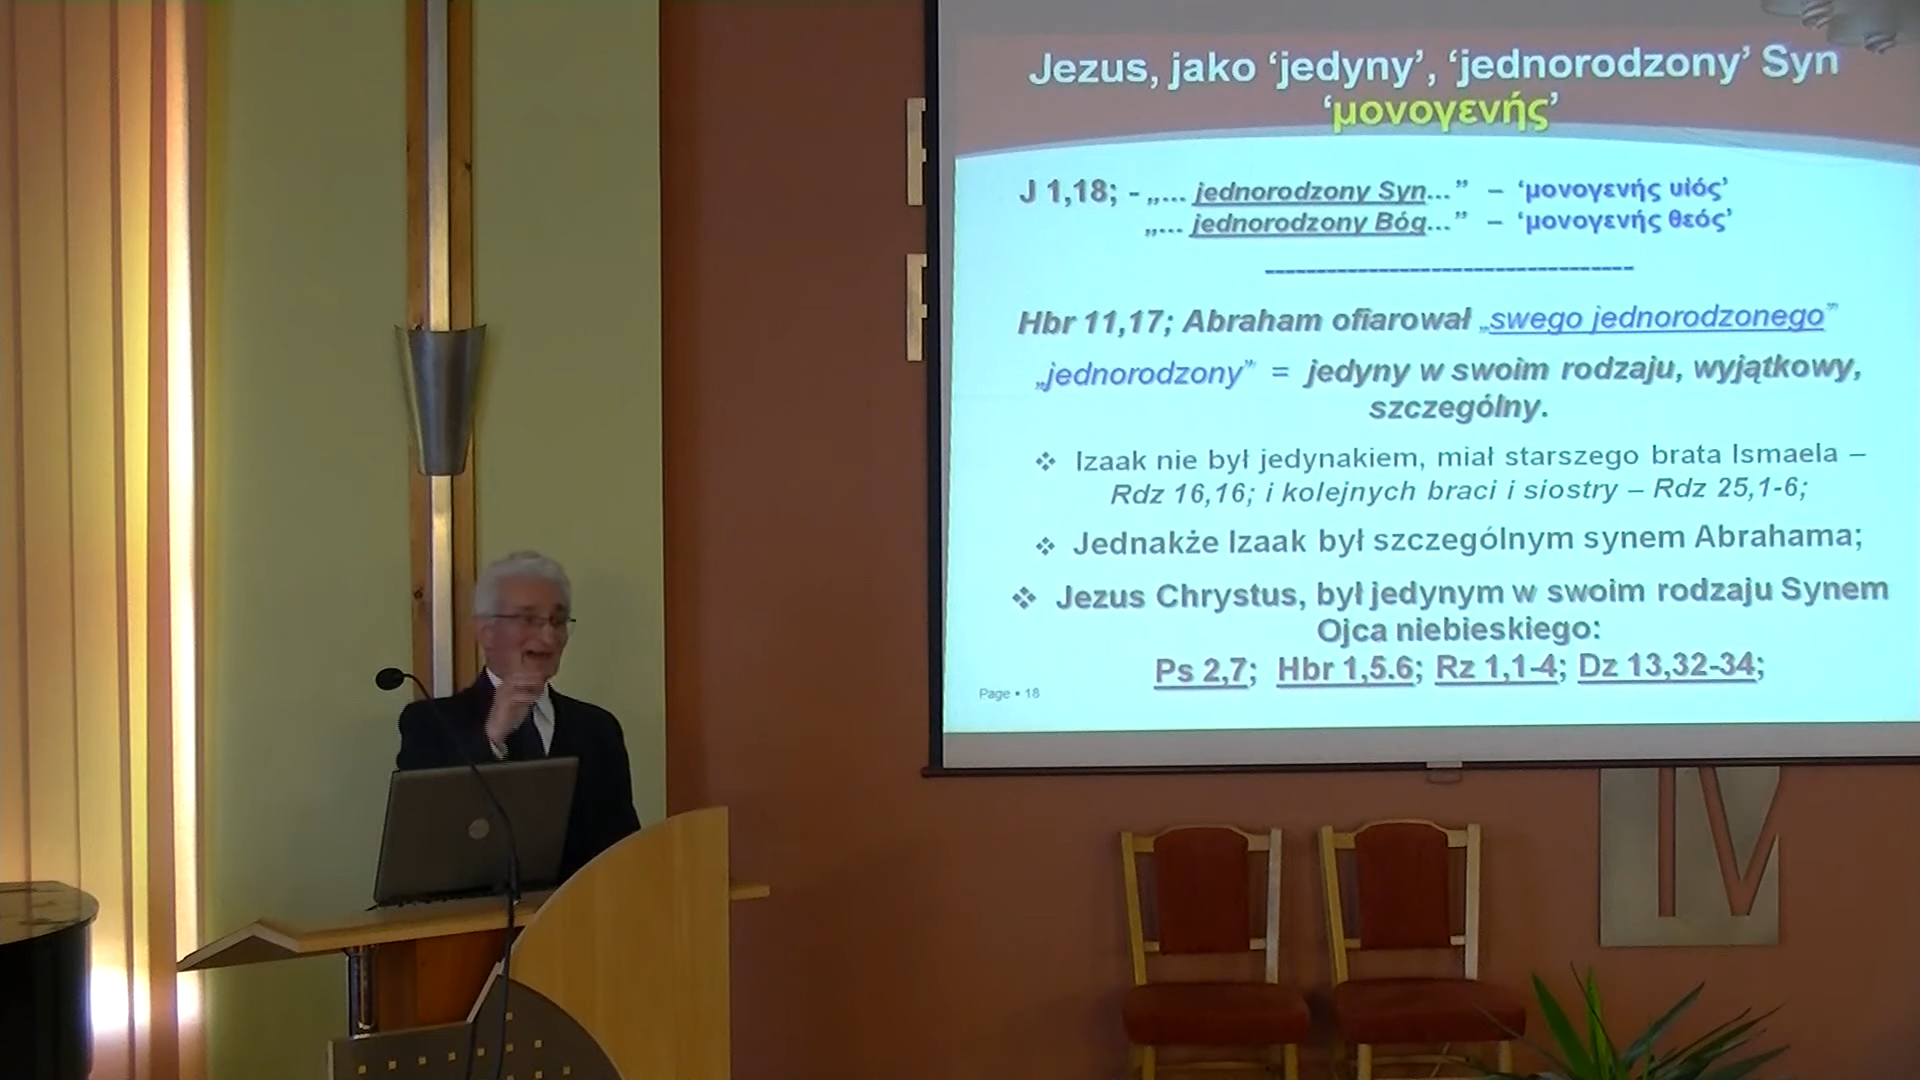 Jezus, jako ‘jedyny’, ‘jednorodzony’ Syn
‘μονογενής’
J 1,18; - „... jednorodzony Syn...” – ‘μονογενής υἱός’
„... jednorodzony Bóg...” – ‘μονογενής θεός’
-----------------------------------
Hbr 11,17; Abraham ofiarował „swego jednorodzonego”
„jednorodzony” = jedyny w swoim rodzaju, wyjątkowy,
szczególny.
❖ Izaak nie był jedynakiem, miał starszego brata Ismaela –
Rdz 16,16; i kolejnych braci i siostry – Rdz 25,1-6;
❖ Jednakże Izaak był szczególnym synem Abrahama;
❖ Jezus Chrystus, był jedynym w swoim rodzaju Synem
Ojca niebieskiego:
Ps 2,7; Hbr 1,5.6; Rz 1,1-4; Dz 13,32-34;
Page ▪ 18